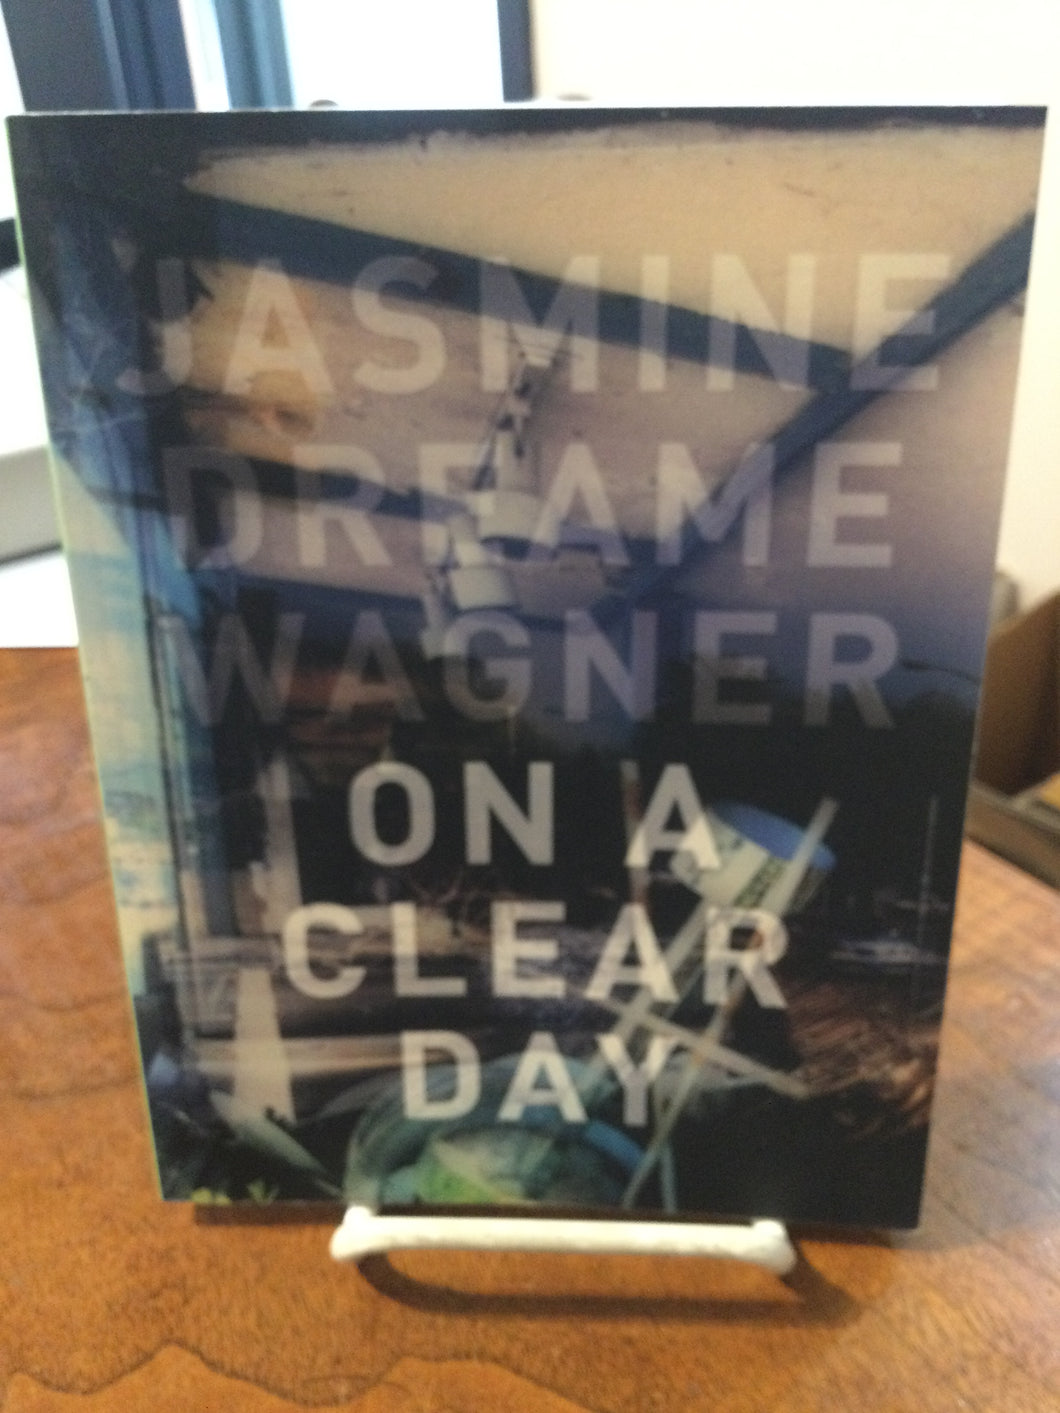 JASMINE
DREAME
WAGNER
ON A
CLEAR
DAY